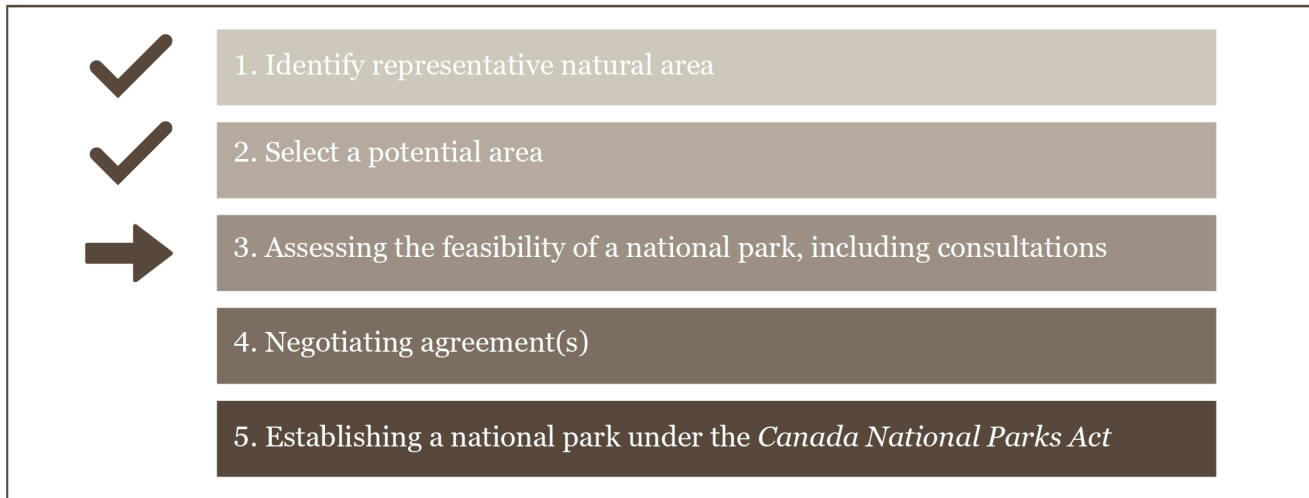 1. Identify representative natural area
2. Select a potential area
3. Assessing the feasibility of a national park, including consultations
4. Negotiating agreement(s)
5. Establishing a national park under the Canada National Parks Act